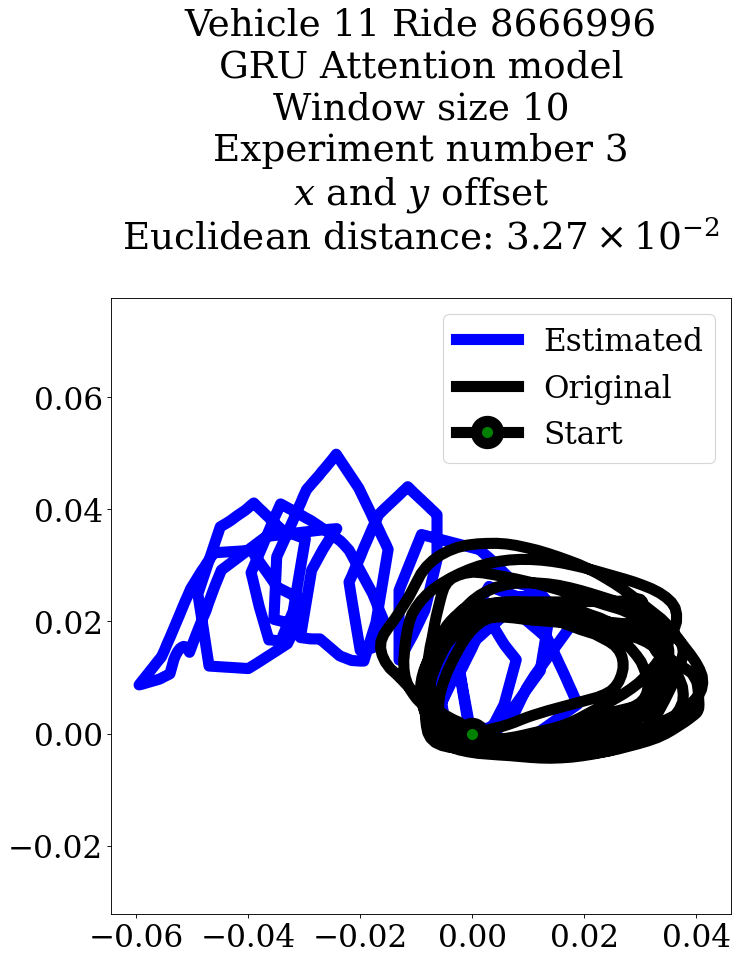 Vehicle 11 Ride 8666996
GRU Attention model
Window size 10
Experiment number 3
x and y offset
Euclidean distance: 3.27 × 10⁻²
Estimated
Original
Start
0.06
0.04
0.02
0.00
−0.02
−0.06 −0.04 −0.02 0.00 0.02 0.04